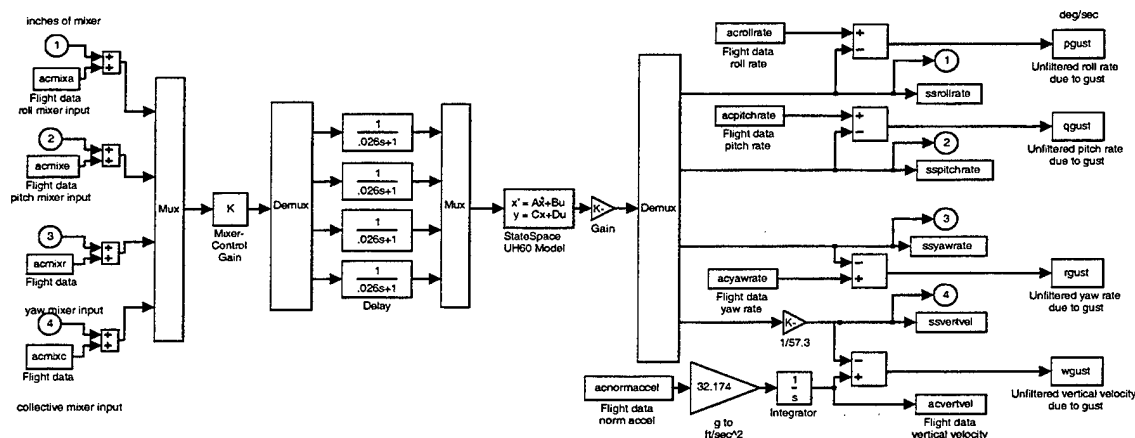 inches of mixer
1
acmixa
Flight data
roll mixer input
2
acmixe
Flight data
pitch mixer input
3
acmixr
Flight data
yaw mixer input
4
acmixc
Flight data
collective mixer input
+
+
+
+
+
+
+
+
Mux
K
Mixer-
Control
Gain
Demux
1
.026s+1
1
.026s+1
1
.026s+1
1
.026s+1
Delay
Mux
x' = Ax+Bu
y = Cx+Du
StateSpace
UH60 Model
K-
Gain
Demux
acrollrate
Flight data
roll rate
+
−
deg/sec
pgust
Unfiltered roll rate
due to gust
1
ssrollrate
acpitchrate
Flight data
pitch rate
+
−
qgust
Unfiltered pitch rate
due to gust
2
sspitchrate
3
ssyawrate
acyawrate
Flight data
yaw rate
−
+
rgust
Unfiltered yaw rate
due to gust
4
ssvertvel
K-
1/57.3
−
+
wgust
Unfiltered vertical velocity
due to gust
acnormaccel
Flight data
norm accel
32.174
g to
ft/sec^2
1
s
Integrator
acvertvel
Flight data
vertical velocity